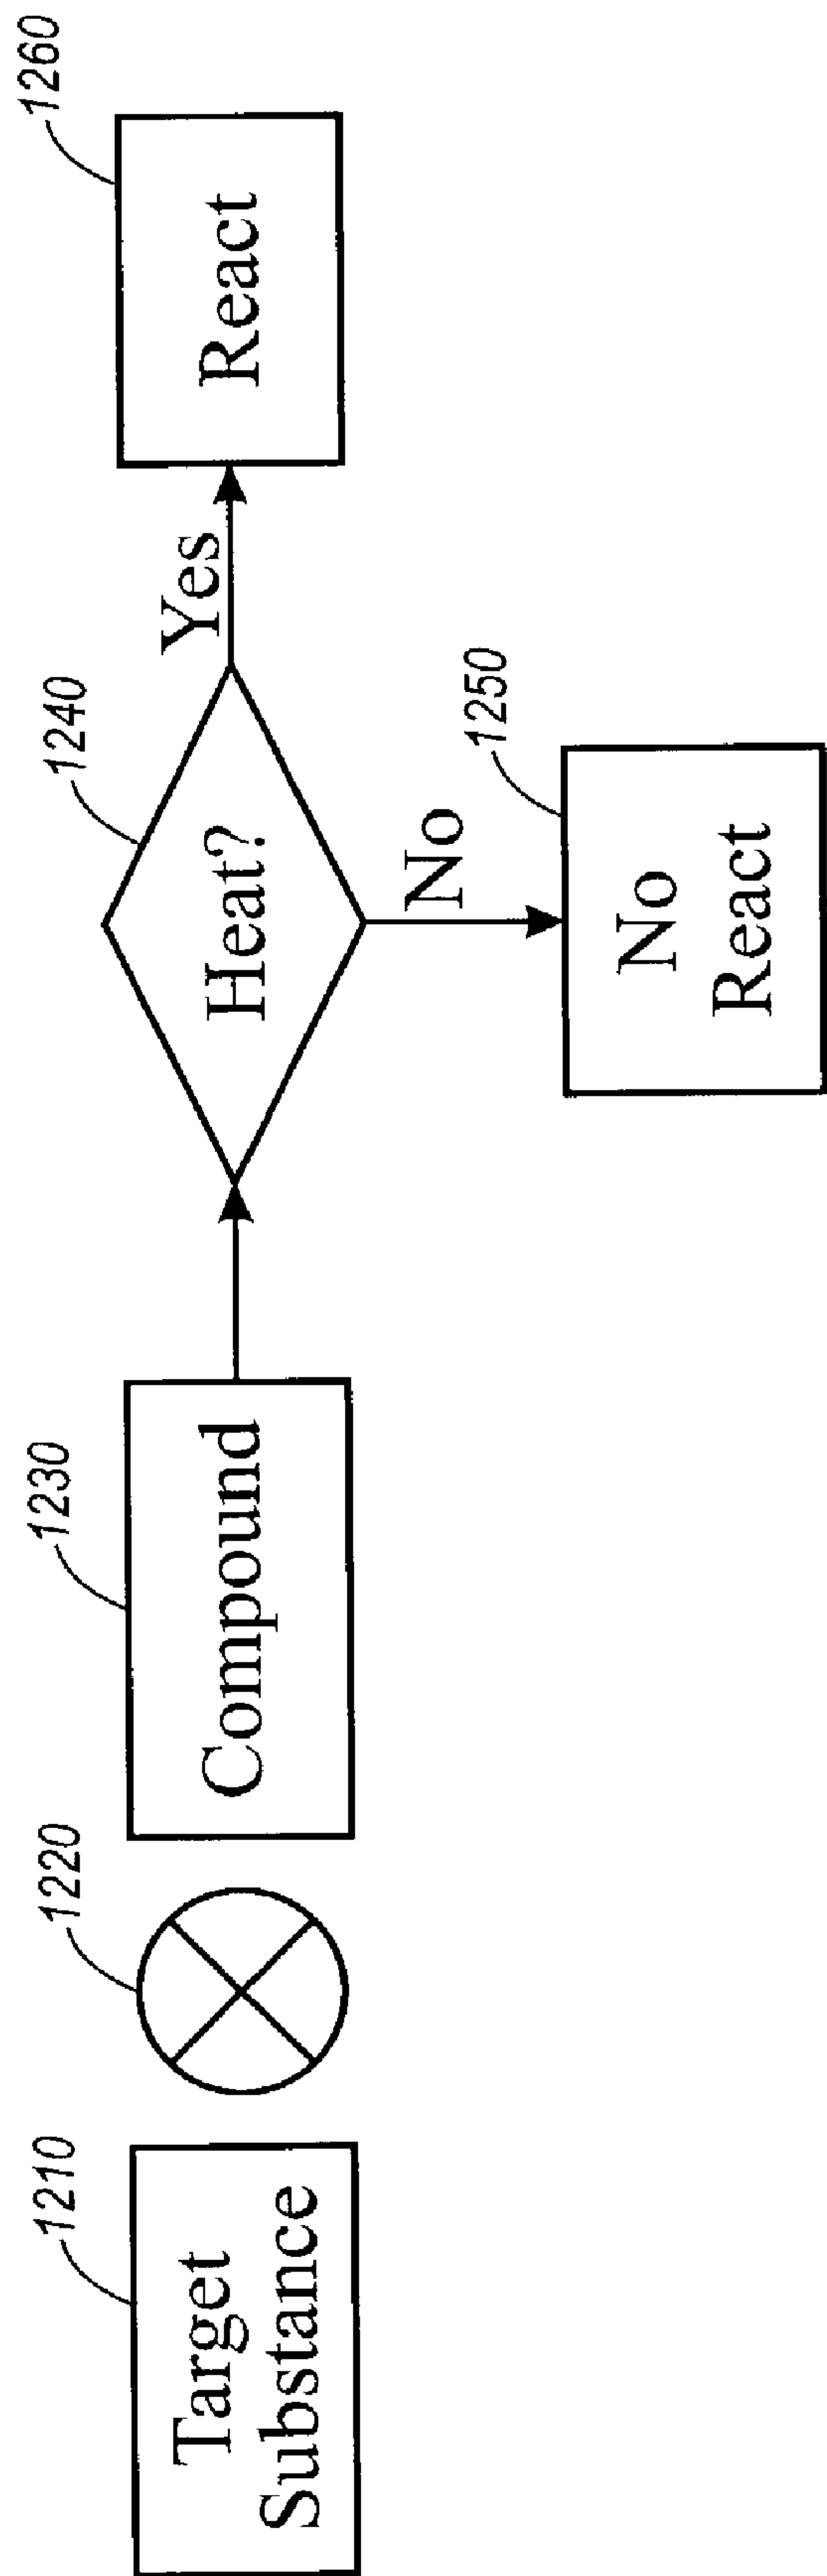 1210
Target
Substance
1220
1230
Compound
1240
Heat?
Yes
1260
React
No
1250
No
React